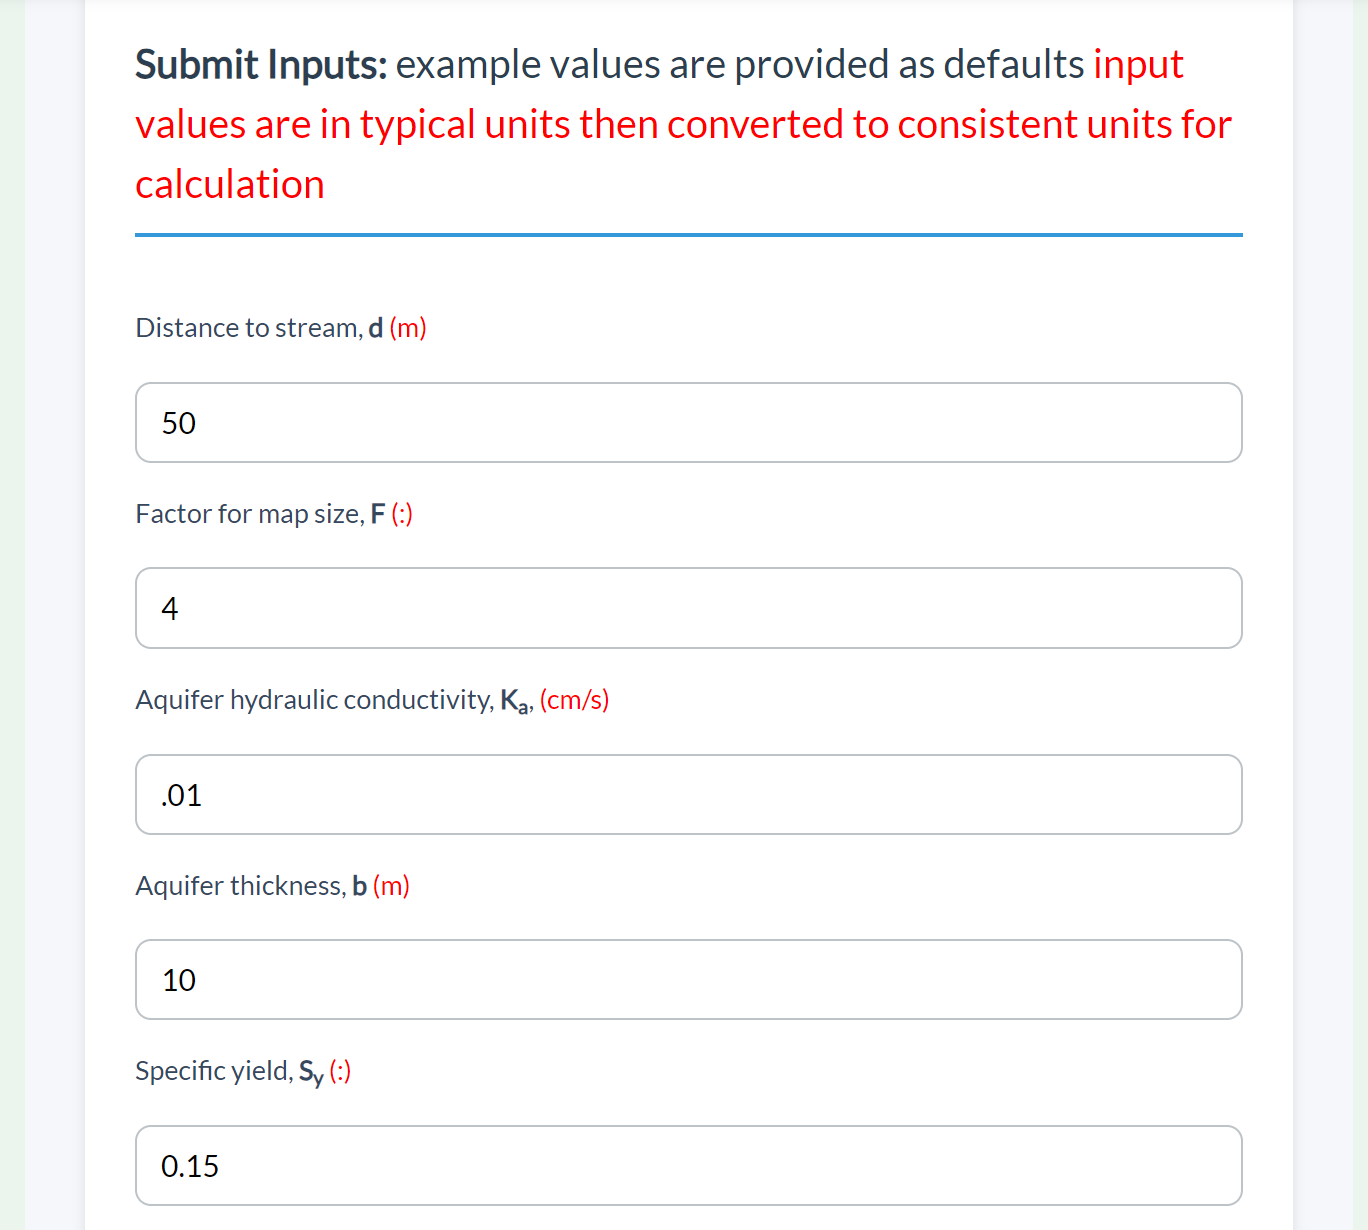 Submit Inputs: example values are provided as defaults input
values are in typical units then converted to consistent units for
calculation
Distance to stream, d (m)
50
Factor for map size, F (:)
4
Aquifer hydraulic conductivity, Ka, (cm/s)
.01
Aquifer thickness, b (m)
10
Specific yield, Sy (:)
0.15